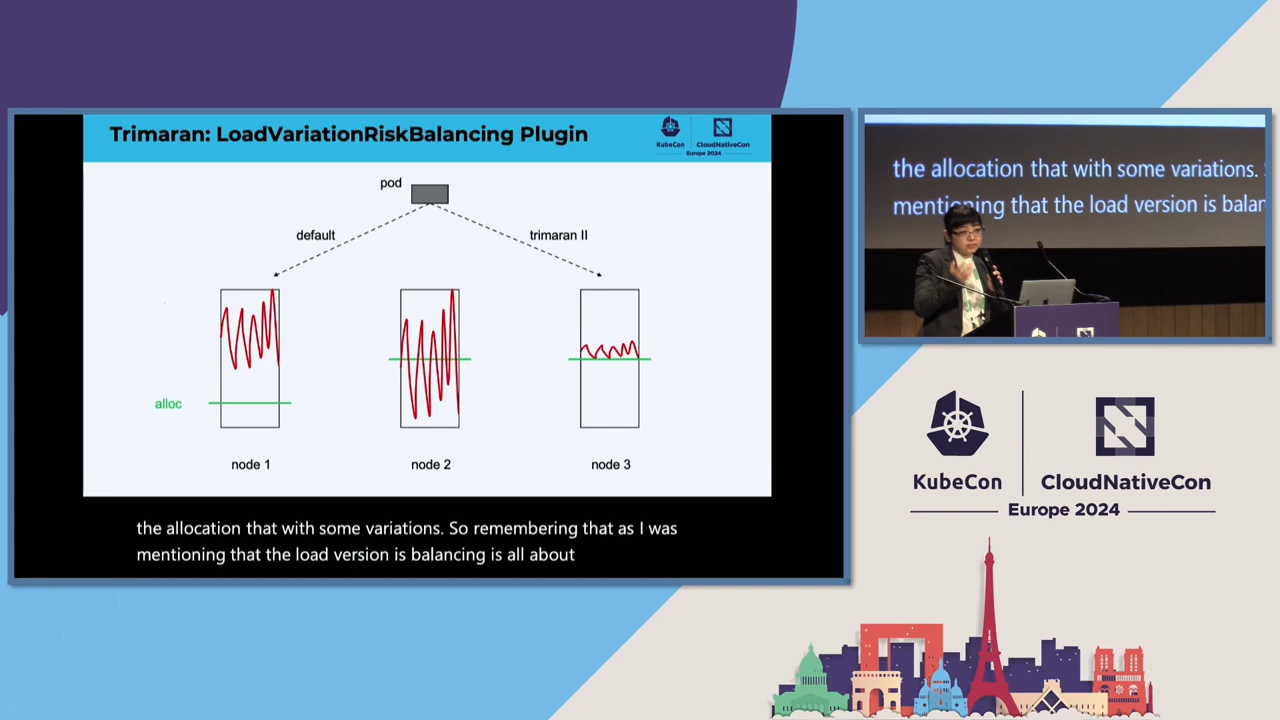 Trimaran: LoadVariationRiskBalancing Plugin
KubeCon
CloudNativeCon
Europe 2024
pod
default
trimaran II
alloc
node 1
node 2
node 3
the allocation that with some variations. So remembering that as I was
mentioning that the load version is balancing is all about
the allocation that with some variations.
mentioning that the load version is balan
KubeCon
CloudNativeCon
Europe 2024